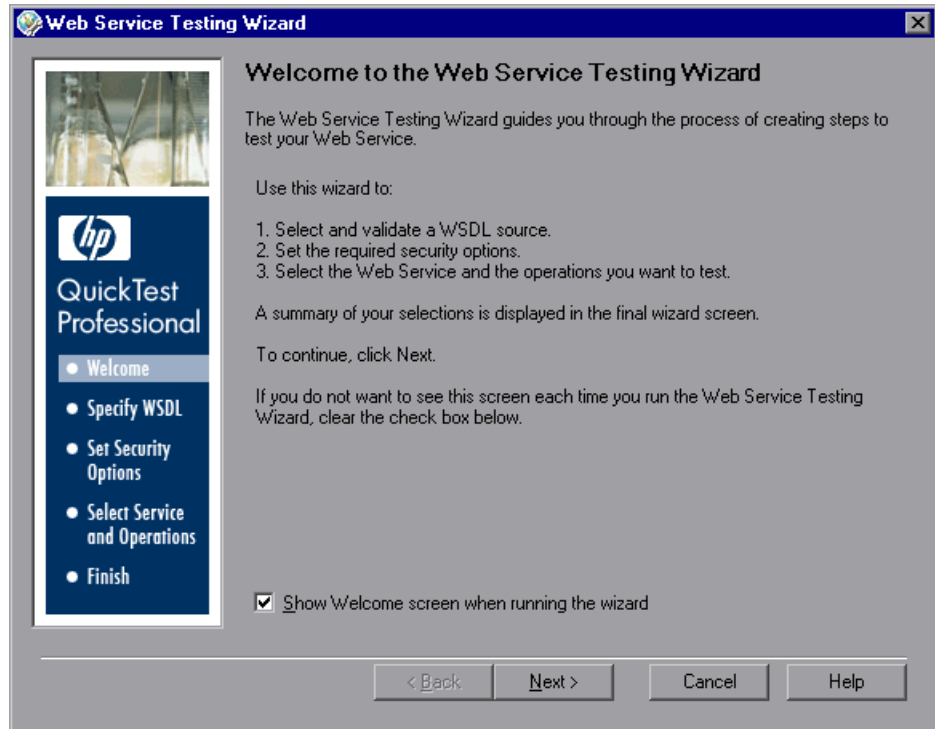 Web Service Testing Wizard
Welcome to the Web Service Testing Wizard
The Web Service Testing Wizard guides you through the process of creating steps to
test your Web Service.
Use this wizard to:
1. Select and validate a WSDL source.
2. Set the required security options.
3. Select the Web Service and the operations you want to test.
A summary of your selections is displayed in the final wizard screen.
To continue, click Next.
If you do not want to see this screen each time you run the Web Service Testing
Wizard, clear the check box below.
hp
QuickTest
Professional
Welcome
Specify WSDL
Set Security
Options
Select Service
and Operations
Finish
Show Welcome screen when running the wizard
< Back
Next >
Cancel
Help